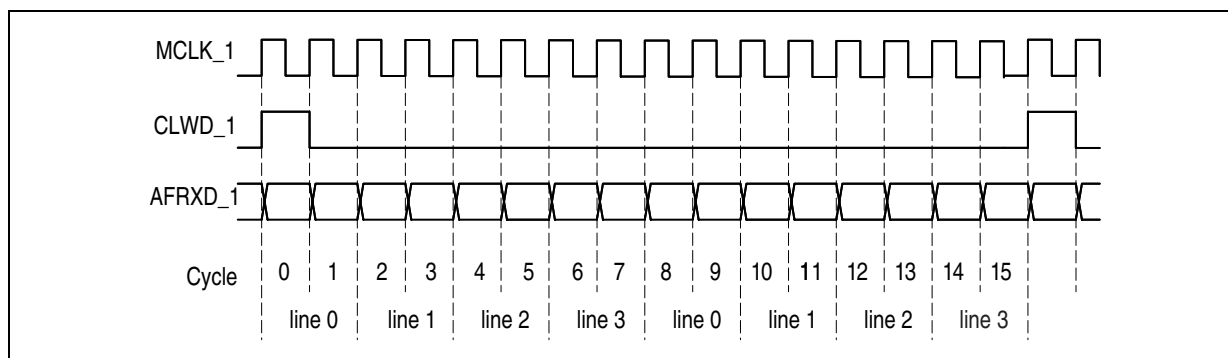 MCLK_1
CLWD_1
AFRXD_1
Cycle 0 1 2 3 4 5 6 7 8 9 10 11 12 13 14 15
line 0 line 1 line 2 line 3 line 0 line 1 line 2 line 3